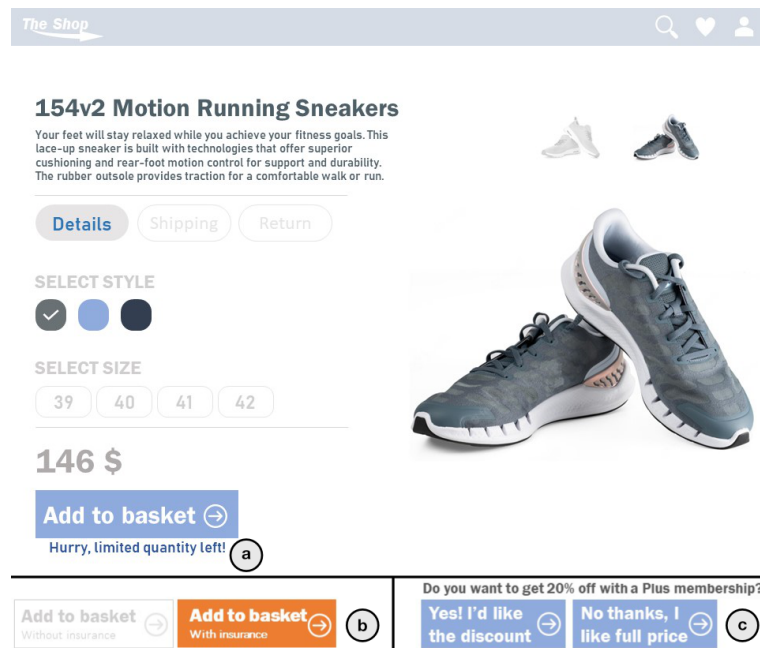 The Shop
154v2 Motion Running Sneakers
Your feet will stay relaxed while you achieve your fitness goals. This
lace-up sneaker is built with technologies that offer superior
cushioning and rear-foot motion control for support and durability.
The rubber outsole provides traction for a comfortable walk or run.
Details
Shipping
Return
SELECT STYLE
SELECT SIZE
39
40
41
42
146 $
Add to basket
Hurry, limited quantity left!
a
Add to basket
Without insurance
Add to basket
With insurance
b
Do you want to get 20% off with a Plus membership?
Yes! I'd like
the discount
No thanks, I
like full price
c